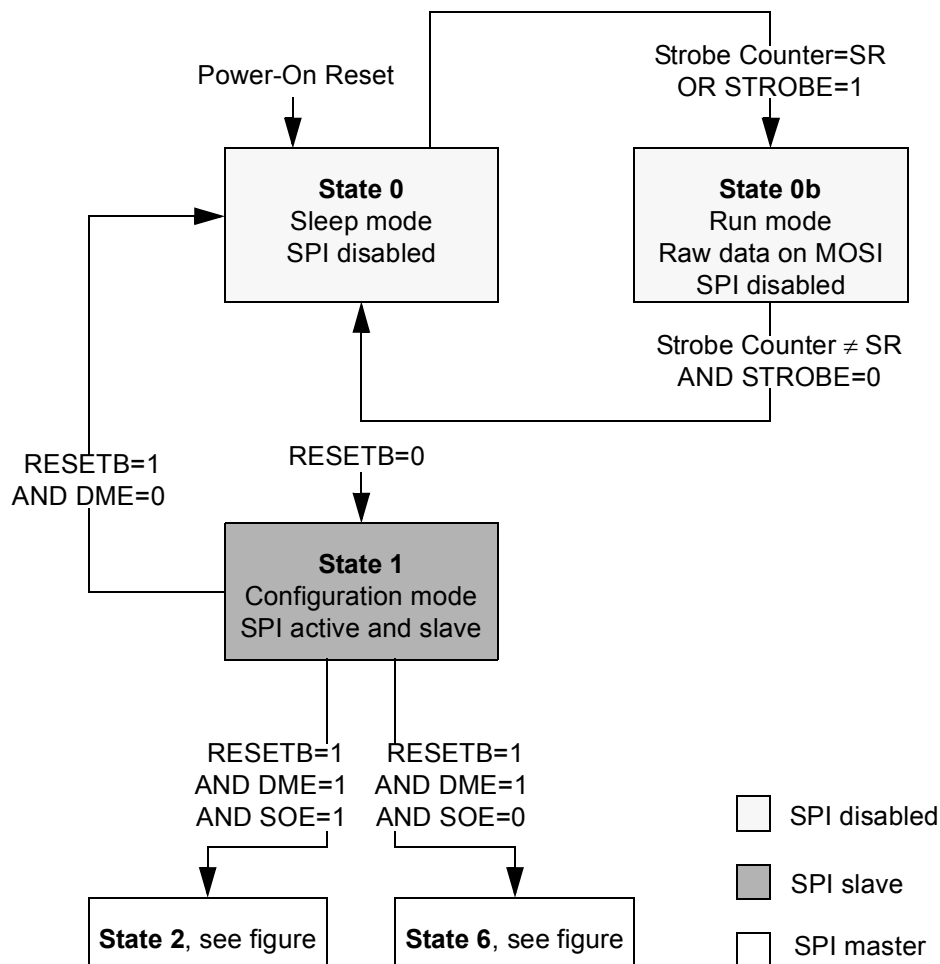 Power-On Reset
Strobe Counter=SR
OR STROBE=1
State 0
Sleep mode
SPI disabled
State 0b
Run mode
Raw data on MOSI
SPI disabled
Strobe Counter ≠ SR
AND STROBE=0
RESETB=1
AND DME=0
RESETB=0
State 1
Configuration mode
SPI active and slave
RESETB=1
AND DME=1
AND SOE=1
RESETB=1
AND DME=1
AND SOE=0
State 2, see figure
State 6, see figure
SPI disabled
SPI slave
SPI master